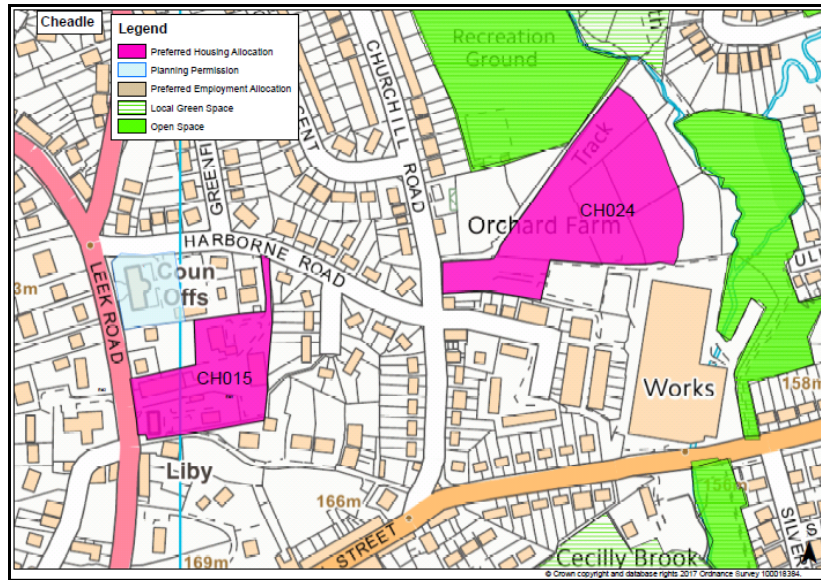 Cheadle
Legend
Preferred Housing Allocation
Planning Permission
Preferred Employment Allocation
Local Green Space
Open Space
Recreation
Ground
CHURCHILL ROAD
Track
CH024
Orchard Farm
HARBORNE ROAD
Coun
Offs
LEEK ROAD
CH015
Works
158m
Liby
166m
169m
STREET
Cecilly Brook
SILVER
© Crown copyright and database rights 2017 Ordnance Survey 100018384.